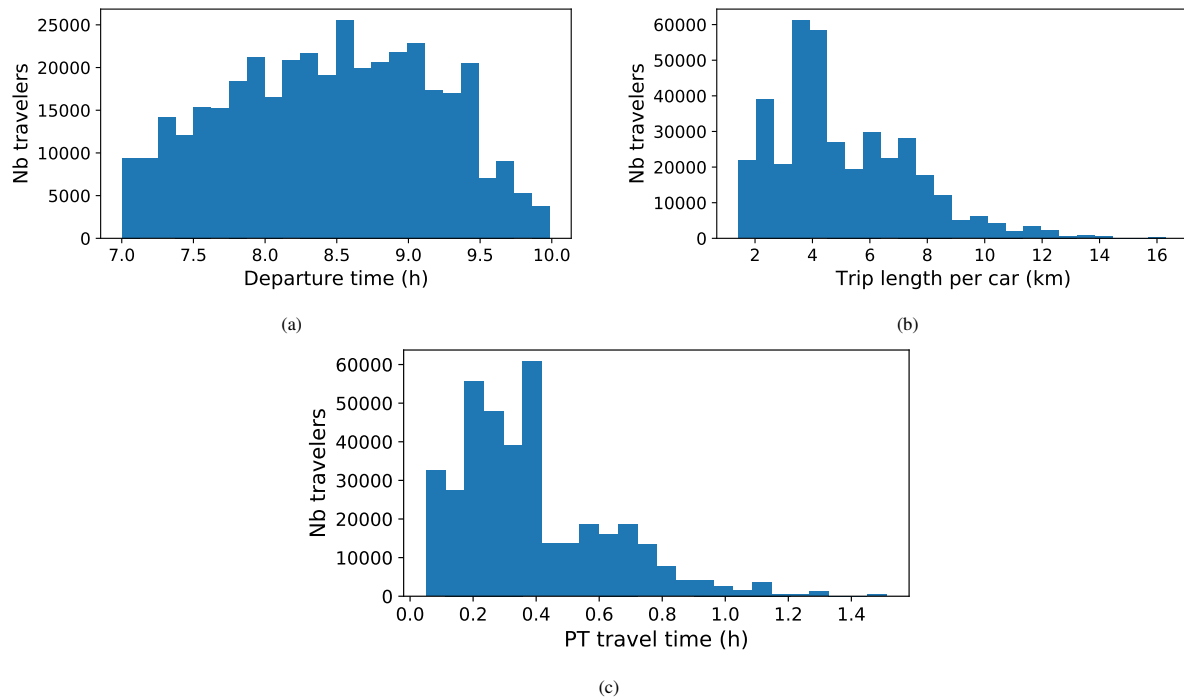 Nb travelers
25000
20000
15000
10000
5000
0
7.0 7.5 8.0 8.5 9.0 9.5 10.0
Departure time (h)
(a)
Nb travelers
60000
50000
40000
30000
20000
10000
0
2 4 6 8 10 12 14 16
Trip length per car (km)
(b)
Nb travelers
60000
50000
40000
30000
20000
10000
0
0.0 0.2 0.4 0.6 0.8 1.0 1.2 1.4
PT travel time (h)
(c)